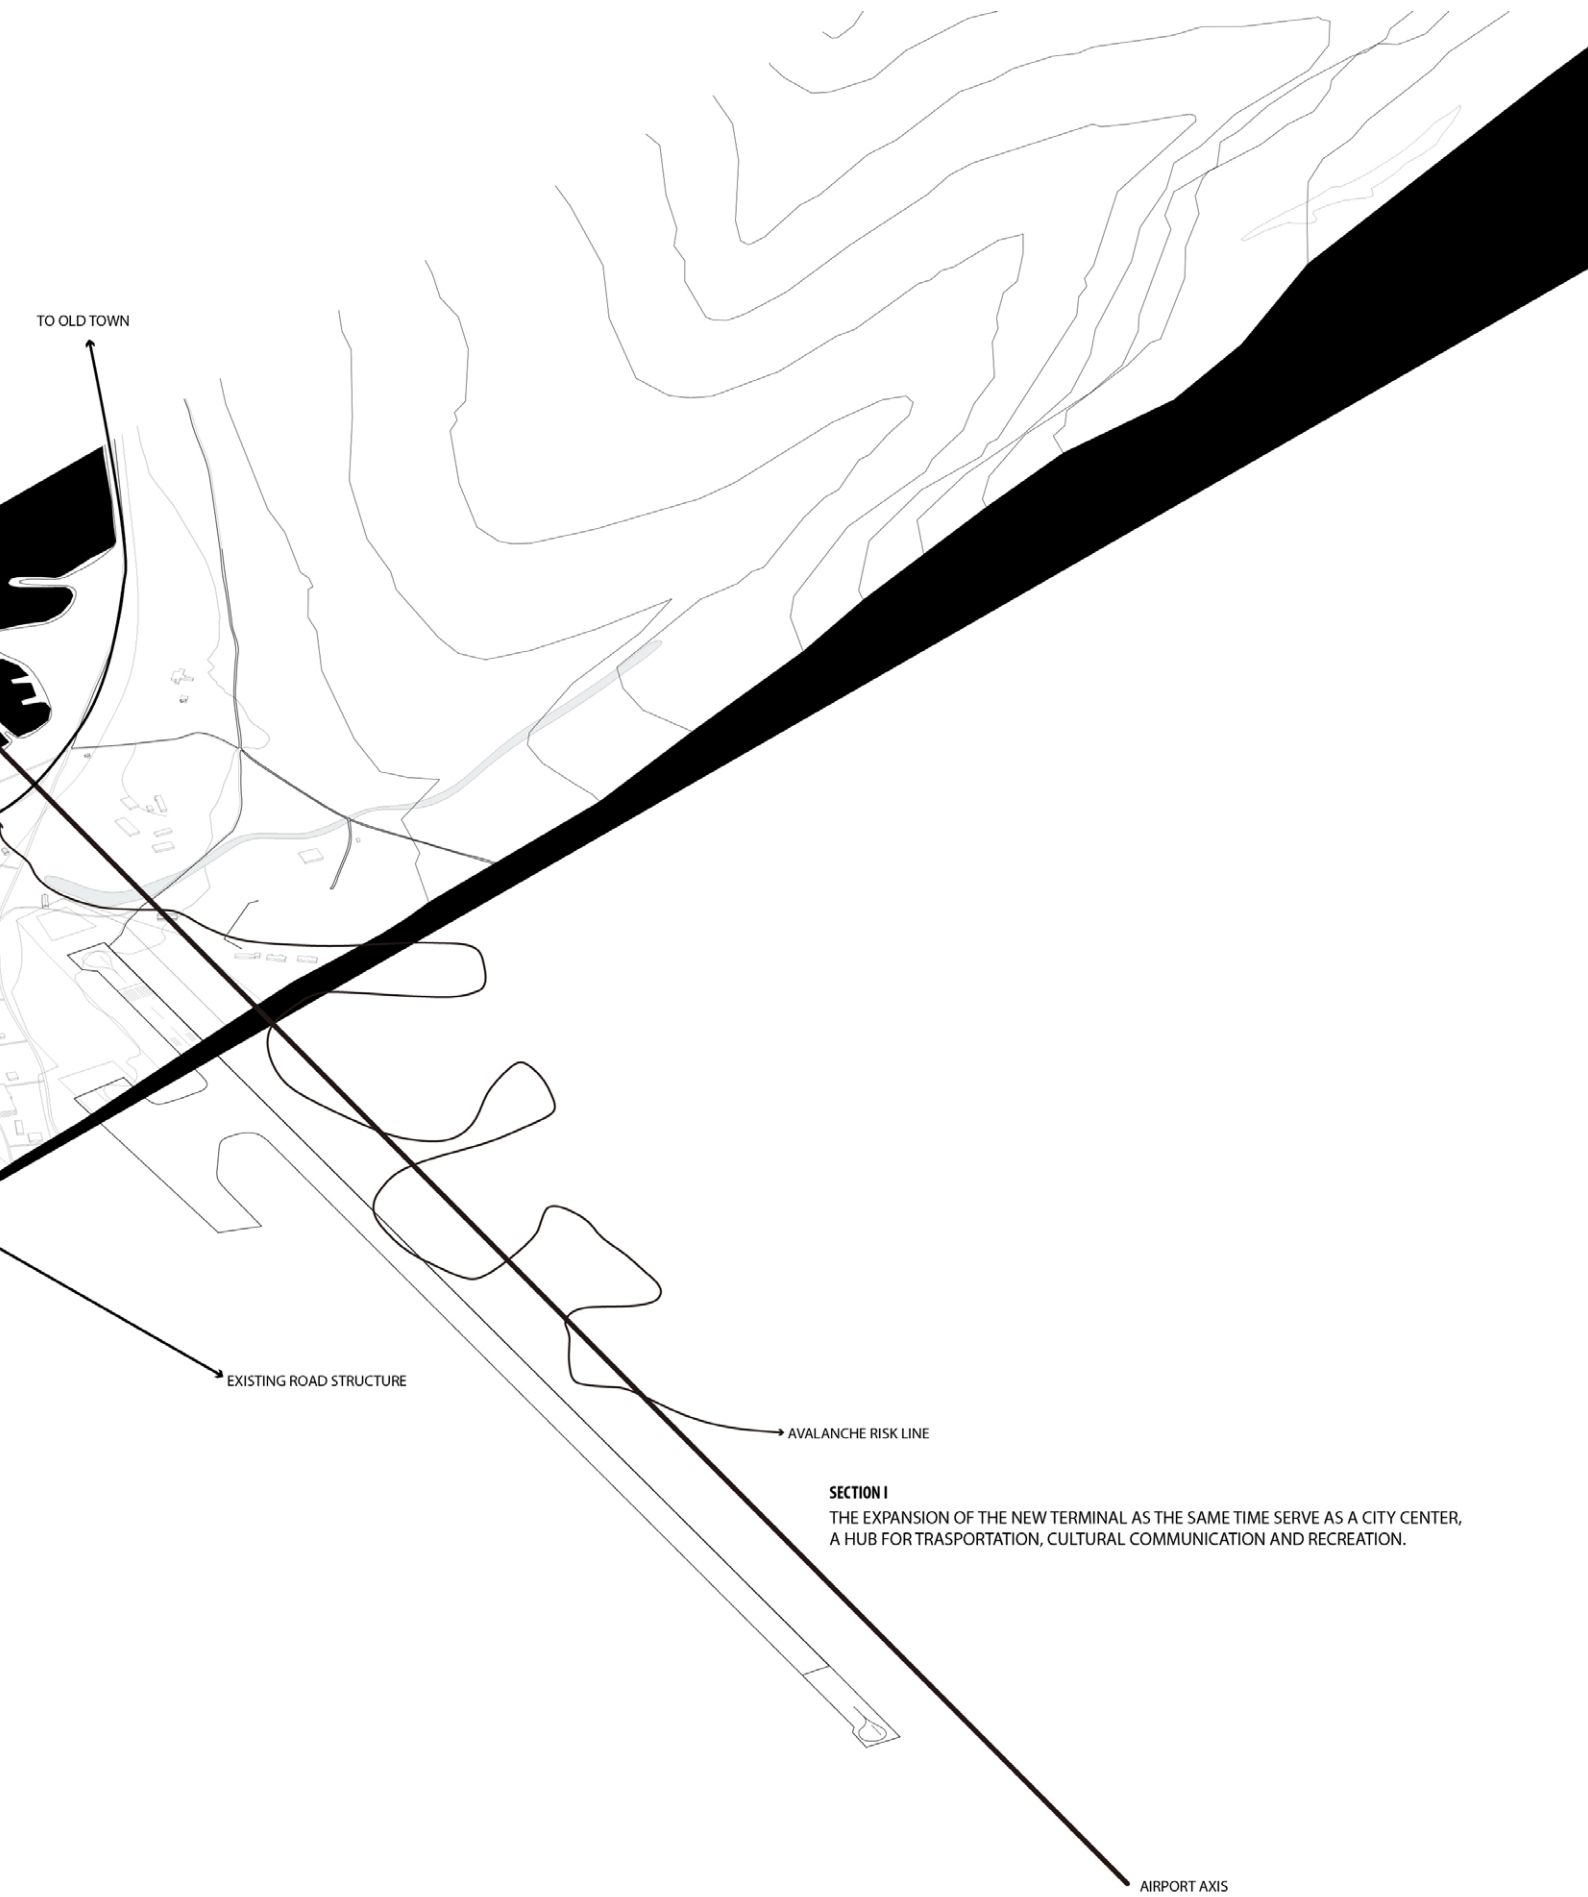 TO OLD TOWN
EXISTING ROAD STRUCTURE
AVALANCHE RISK LINE
SECTION I
THE EXPANSION OF THE NEW TERMINAL AS THE SAME TIME SERVE AS A CITY CENTER,
A HUB FOR TRASPORTATION, CULTURAL COMMUNICATION AND RECREATION.
AIRPORT AXIS